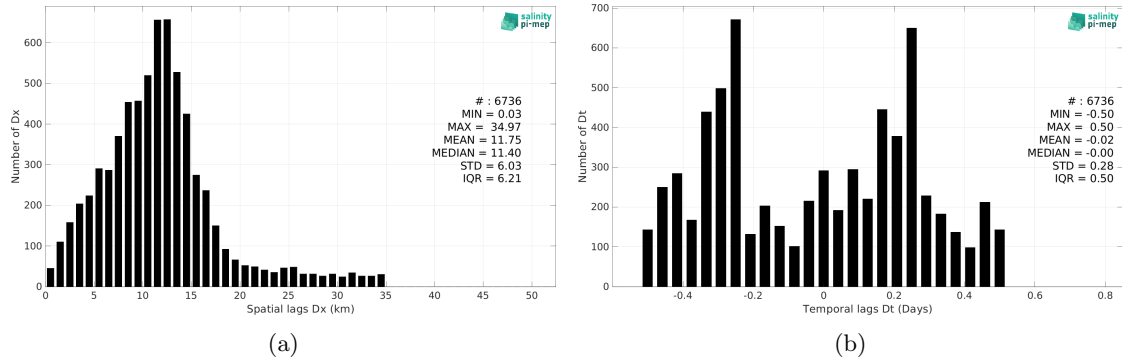 salinity
pi-mep
Number of Dx
600
500
400
300
200
100
0
# : 6736
MIN = 0.03
MAX = 34.97
MEAN = 11.75
MEDIAN = 11.40
STD = 6.03
IQR = 6.21
0 5 10 15 20 25 30 35 40 45 50
Spatial lags Dx (km)
(a)
salinity
pi-mep
Number of Dt
700
600
500
400
300
200
100
0
# : 6736
MIN = -0.50
MAX = 0.50
MEAN = -0.02
MEDIAN = -0.00
STD = 0.28
IQR = 0.50
-0.4 -0.2 0 0.2 0.4 0.6 0.8
Temporal lags Dt (Days)
(b)